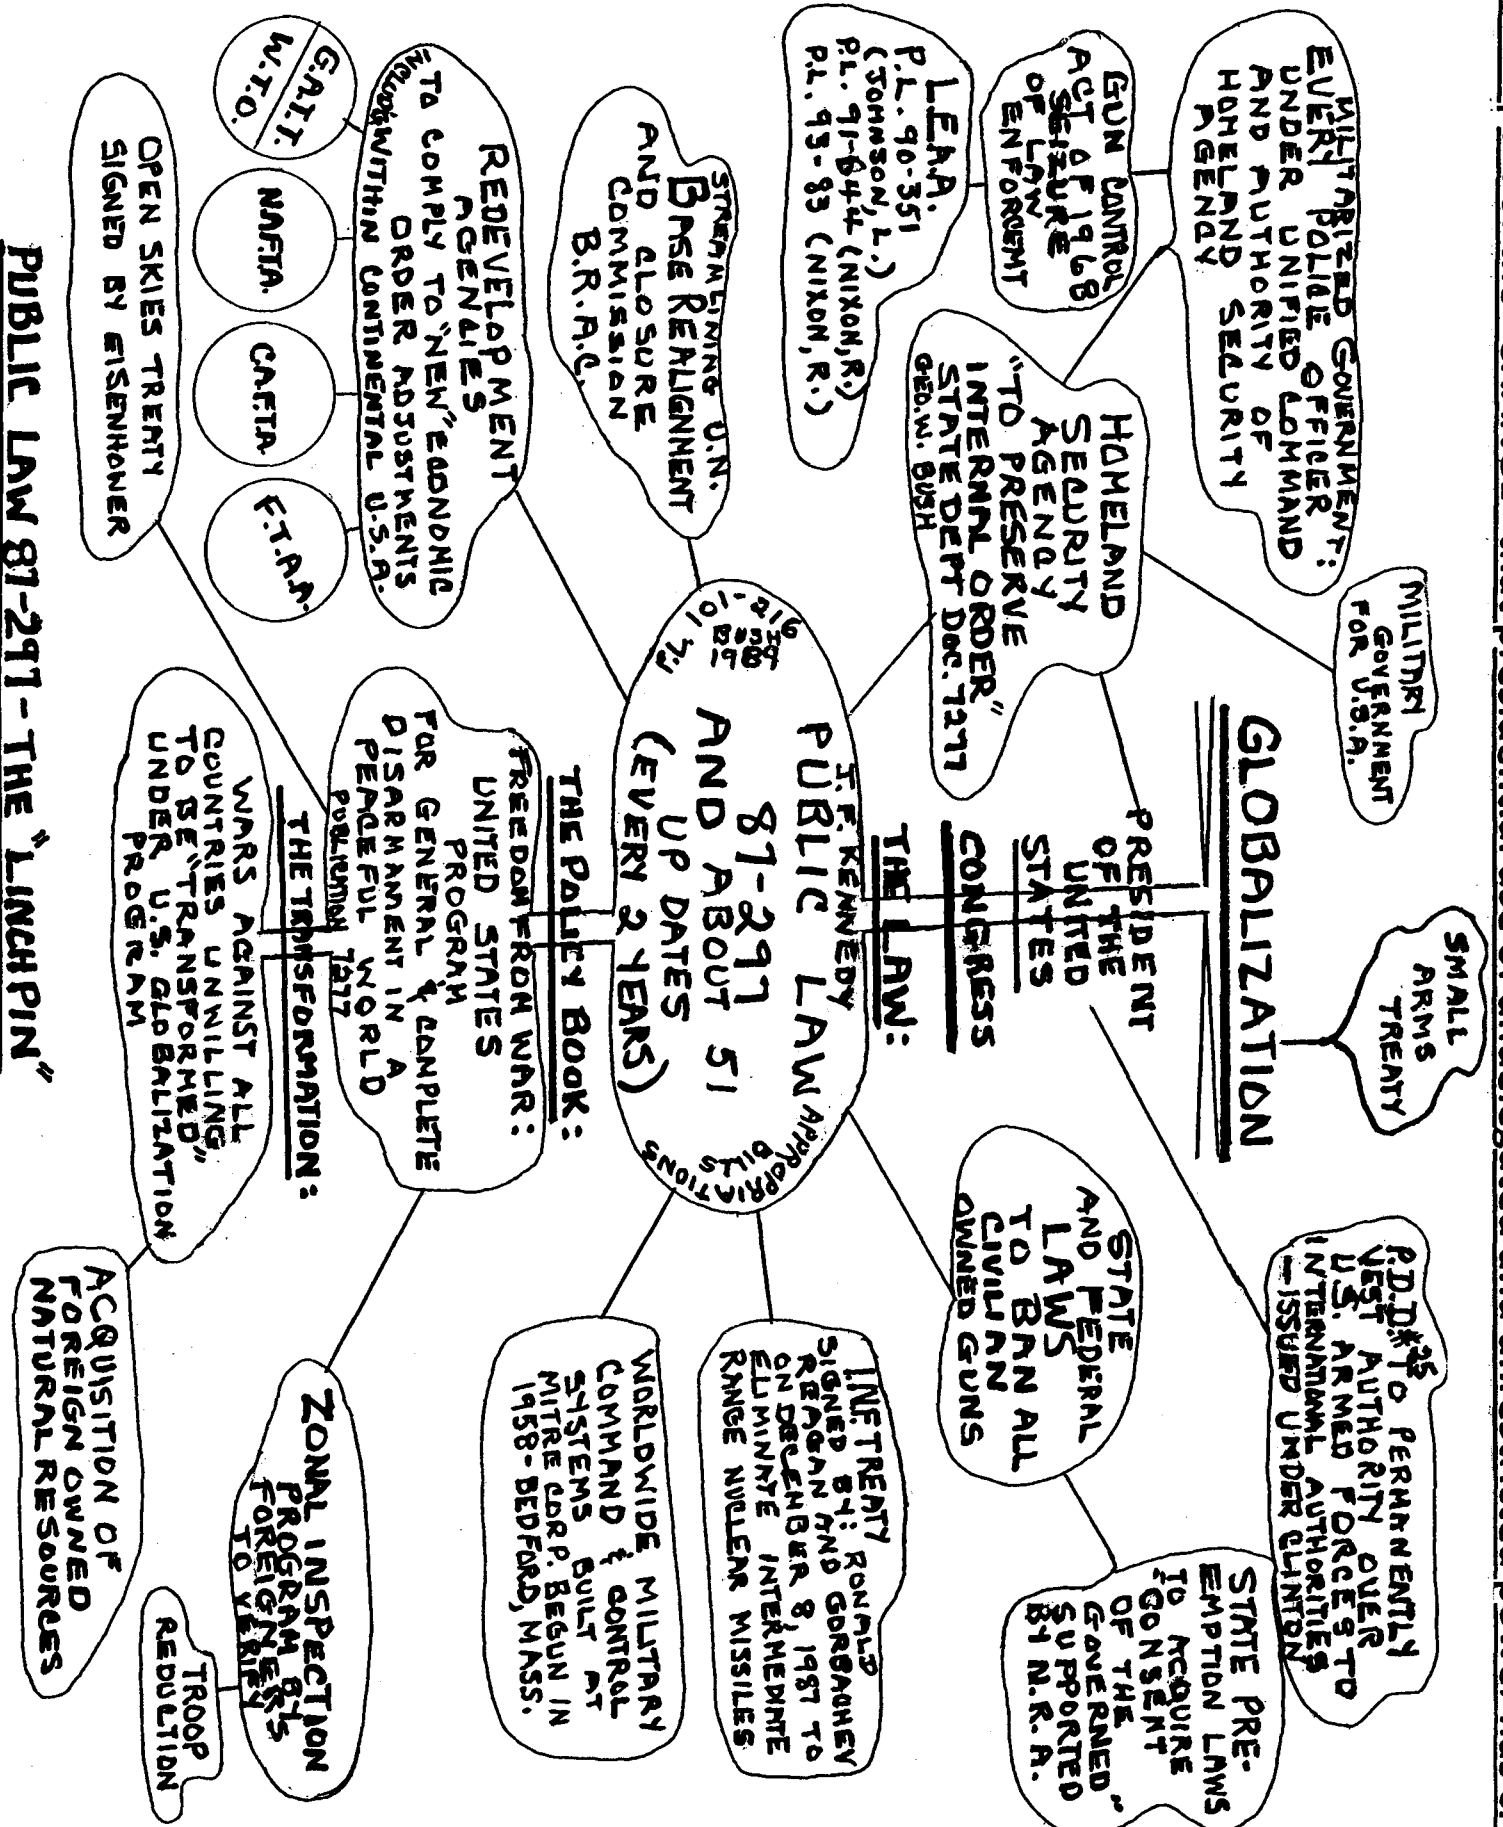 SMALL
ARMS
TREATY
GLOBALIZATION
MILITARY
GOVERNMENT
FOR U.S.A.
MILITARIZED GOVERNMENT:
EVERY POLICE OFFICER
UNDER UNIFIED COMMAND
AND AUTHORITY OF
HOMELAND SECURITY
AGENCY
P.D.D.#25
TO PERMANENTLY
VEST AUTHORITY OVER
U.S. ARMED FORCES TO
INTERNATIONAL AUTHORITIES
-ISSUED UNDER CLINTON
GUN CONTROL
ACT OF 1968
SEIZURE
OF LAW
ENFORCEMT
PRESIDENT
OF THE
UNITED
STATES
CONGRESS
THE LAW:
HOMELAND
SECURITY
AGENCY
"TO PRESERVE
INTERNAL ORDER"
STATE DEPT DOC. 7277
GEO. W. BUSH
STATE
AND FEDERAL
LAWS
TO BAN ALL
CIVILIAN
OWNED GUNS
STATE PRE-
EMPTION LAWS
TO ACQUIRE
"CONSENT
OF THE
GOVERNED"
SUPPORTED
BY N.R.A.
L.E.A.A.
P.L. 90-351
(JOHNSON, L.)
P.L. 91-644 (NIXON, R.)
P.L. 93-83 (NIXON, R.)
J.F. KENNEDY
PUBLIC LAW
87-297
AND ABOUT 51
UP DATES
(EVERY 2 YEARS)
P.L. 101-216
BUSH
1989
APPROPRIATIONS
BILLS
INF TREATY
SIGNED BY: RONALD
REAGAN AND GORBACHEV
ON DECEMBER 8, 1987 TO
ELIMINATE INTERMEDIATE
RANGE NUCLEAR MISSILES
STREAMLINING U.N.
BASE REALIGNMENT
AND CLOSURE
COMMISSION
B.R.A.C.
WORLDWIDE MILITARY
COMMAND & CONTROL
SYSTEMS BUILT AT
MITRE CORP. BEGUN IN
1958-BEDFORD, MASS.
THE POLICY BOOK:
FREEDOM FROM WAR:
UNITED STATES
PROGRAM
FOR GENERAL & COMPLETE
DISARMAMENT IN A
PEACEFUL WORLD
PUBLICATION 7277
REDEVELOPMENT
AGENCIES
TO COMPLY TO "NEW" ECONOMIC
ORDER ADJUSTMENTS
INCLUDING WITHIN CONTINENTAL U.S.A.
G.A.T.T.
W.T.O.
NAFTA.
CAFTA
F.T.A.A.
THE TRANSFORMATION:
WARS AGAINST ALL
COUNTRIES UNWILLING
TO BE "TRANSFORMED"
UNDER U.S. GLOBALIZATION
PROGRAM
ZONAL INSPECTION
PROGRAM BY
FOREIGNERS
TO VERIFY
TROOP
REDUCTION
OPEN SKIES TREATY
SIGNED BY EISENHOWER
ACQUISITION OF
FOREIGN OWNED
NATURAL RESOURCES
PUBLIC LAW 87-297-THE "LINCHPIN"